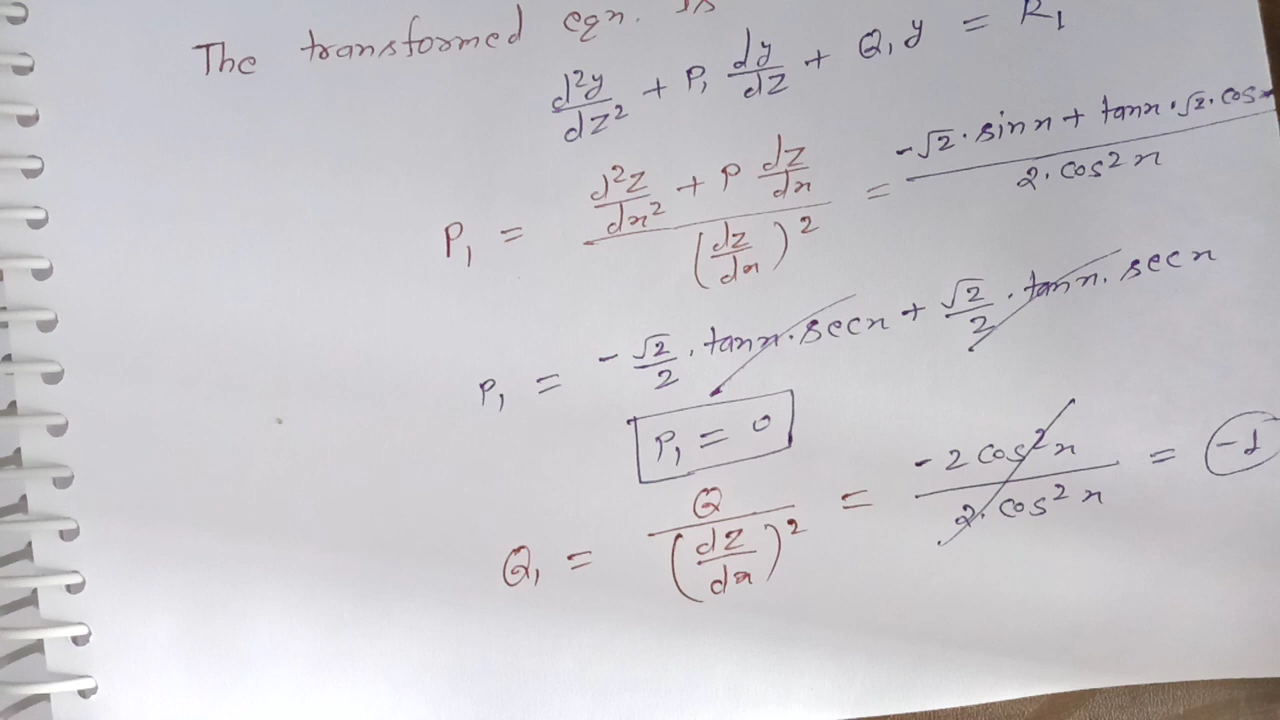 The transformed eqn. is
d²y/dz² + P₁ dy/dz + Q₁y = R₁
P₁ = (d²z/dx² + P dz/dx) / (dz/dx)² = (-√2. sinx + tanx.√2.cosx) / 2.cos²x
P₁ = -√2/2 . tanx.secx + √2/2 . tanx. secx
P₁ = 0
Q₁ = Q / (dz/dx)² = -2cos²x / 2.cos²x = -1